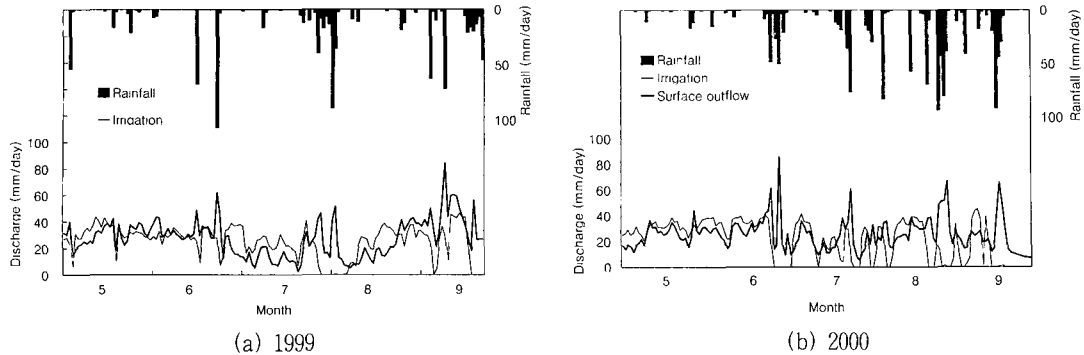 0
50
100
Rainfall (mm/day)
Rainfall
Irrigation
100
80
60
40
20
0
Discharge (mm/day)
5 6 7 8 9
Month
(a) 1999
0
50
100
Rainfall (mm/day)
Rainfall
Irrigation
Surface outflow
100
80
60
40
20
0
Discharge (mm/day)
5 6 7 8 9
Month
(b) 2000